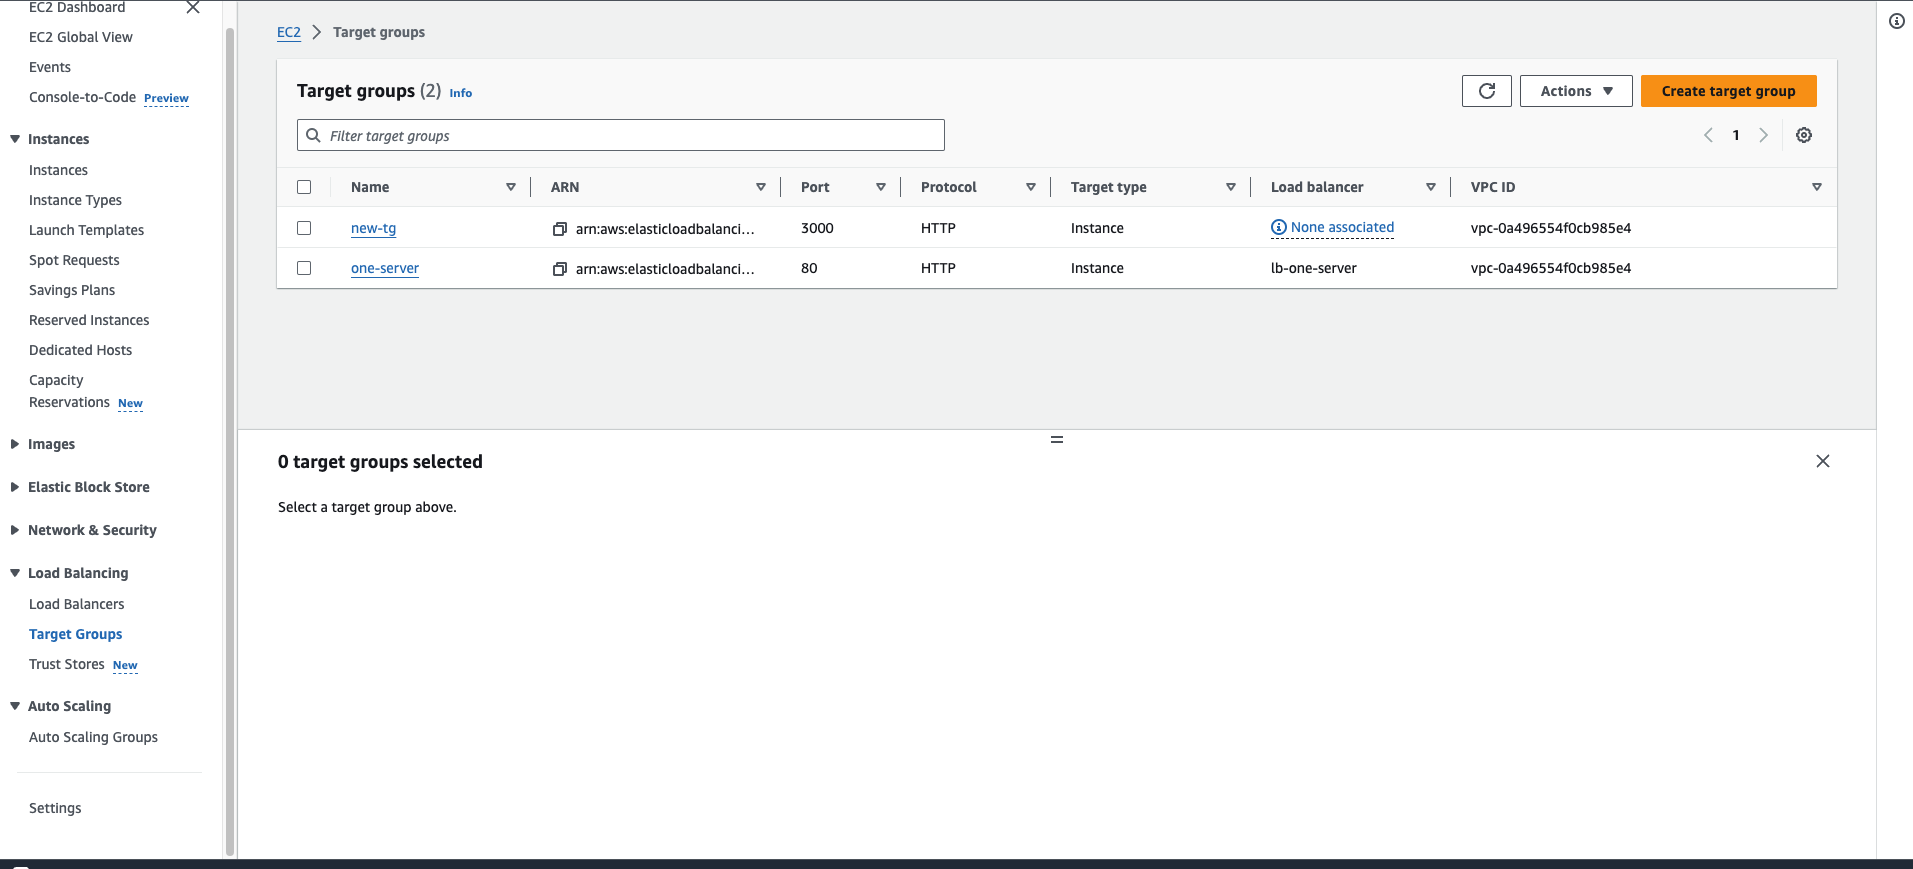 EC2 Dashboard
EC2 Global View
Events
Console-to-Code Preview
Instances
Instances
Instance Types
Launch Templates
Spot Requests
Savings Plans
Reserved Instances
Dedicated Hosts
Capacity
Reservations New
Images
Elastic Block Store
Network & Security
Load Balancing
Load Balancers
Target Groups
Trust Stores New
Auto Scaling
Auto Scaling Groups
Settings
EC2 Target groups
Target groups (2) Info
Actions
Create target group
Filter target groups
1
Name ARN Port Protocol Target type Load balancer VPC ID
new-tg arn:aws:elasticloadbalanci... 3000 HTTP Instance None associated vpc-0a496554f0cb985e4
one-server arn:aws:elasticloadbalanci... 80 HTTP Instance lb-one-server vpc-0a496554f0cb985e4
0 target groups selected
Select a target group above.